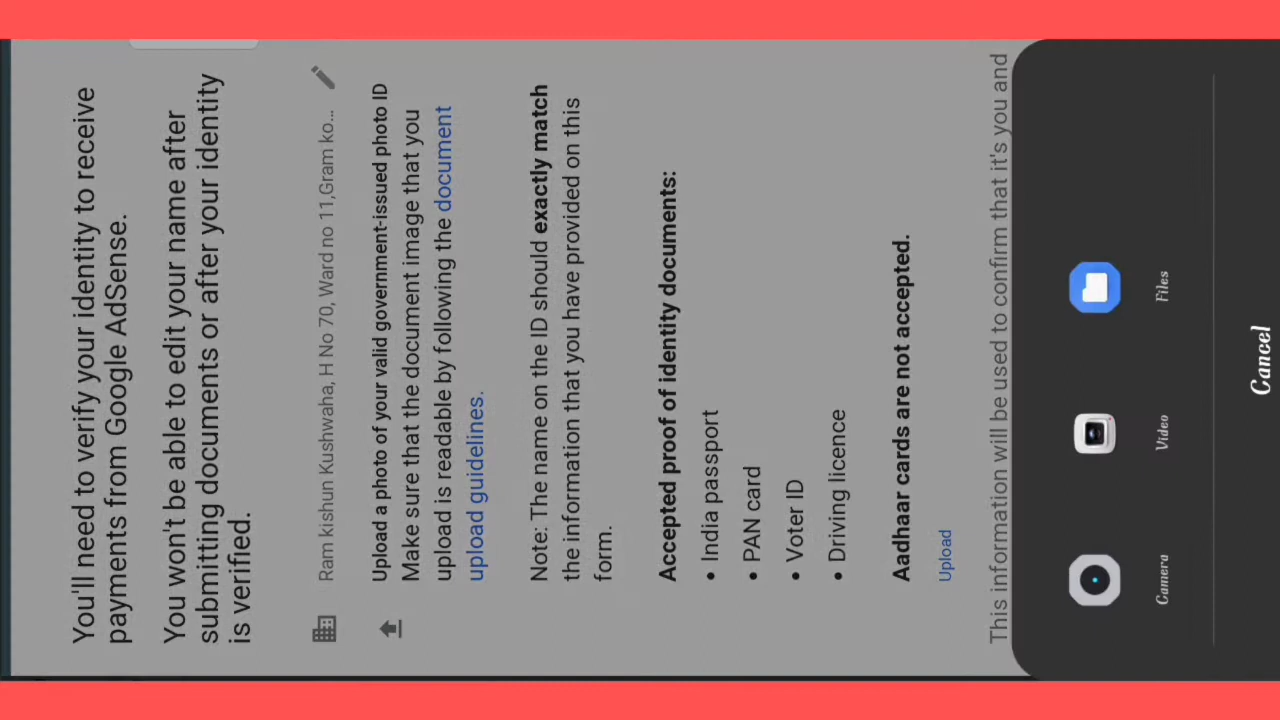 You'll need to verify your identity to receive
payments from Google AdSense.
You won't be able to edit your name after
submitting documents or after your identity
is verified.
Ram kishun Kushwaha, H No 70, Ward no 11,Gram ko...
Upload a photo of your valid government-issued photo ID
Make sure that the document image that you
upload is readable by following the document
upload guidelines.
Note: The name on the ID should exactly match
the information that you have provided on this
form.
Accepted proof of identity documents:
• India passport
• PAN card
• Voter ID
• Driving licence
Aadhaar cards are not accepted.
Upload
This information will be used to confirm that it's you and
Camera
Video
Files
Cancel